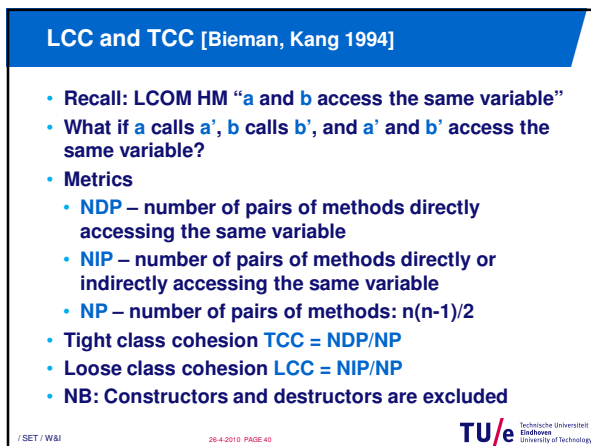 LCC and TCC [Bieman, Kang 1994]
• Recall: LCOM HM “a and b access the same variable”
• What if a calls a’, b calls b’, and a’ and b’ access the
same variable?
• Metrics
• NDP – number of pairs of methods directly
accessing the same variable
• NIP – number of pairs of methods directly or
indirectly accessing the same variable
• NP – number of pairs of methods: n(n-1)/2
• Tight class cohesion TCC = NDP/NP
• Loose class cohesion LCC = NIP/NP
• NB: Constructors and destructors are excluded
/ SET / W&I
26-4-2010 PAGE 40
TU/e
Technische Universiteit
Eindhoven
University of Technology